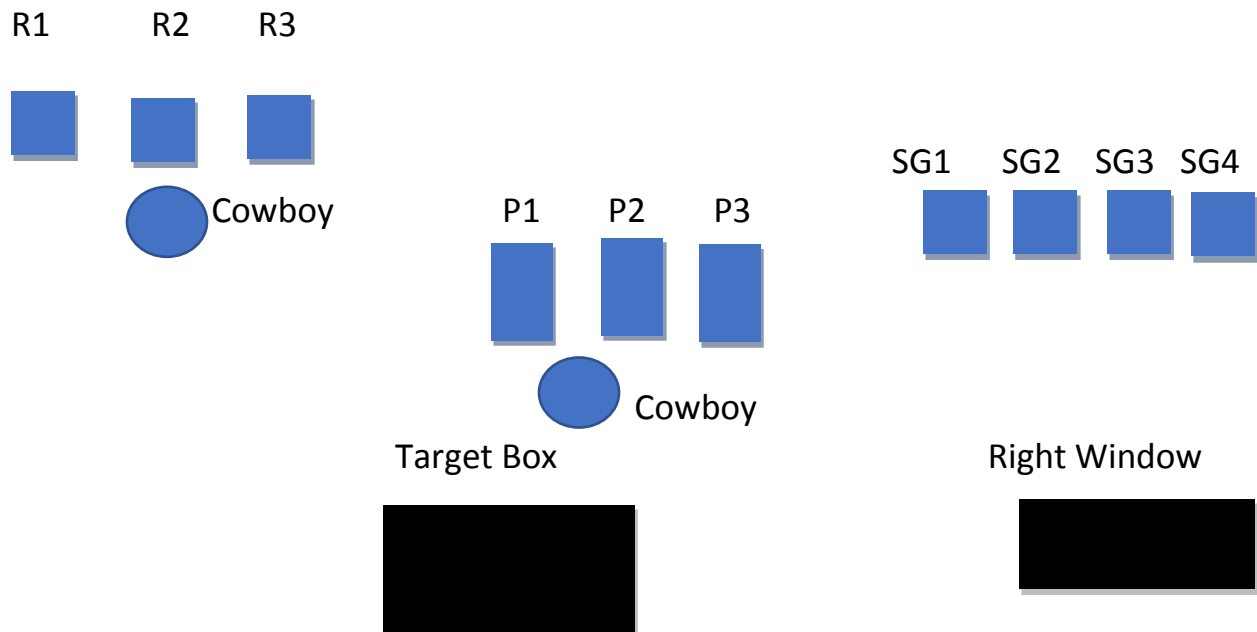 R1 R2 R3
SG1 SG2 SG3 SG4
Cowboy
P1 P2 P3
Cowboy
Target Box
Right Window